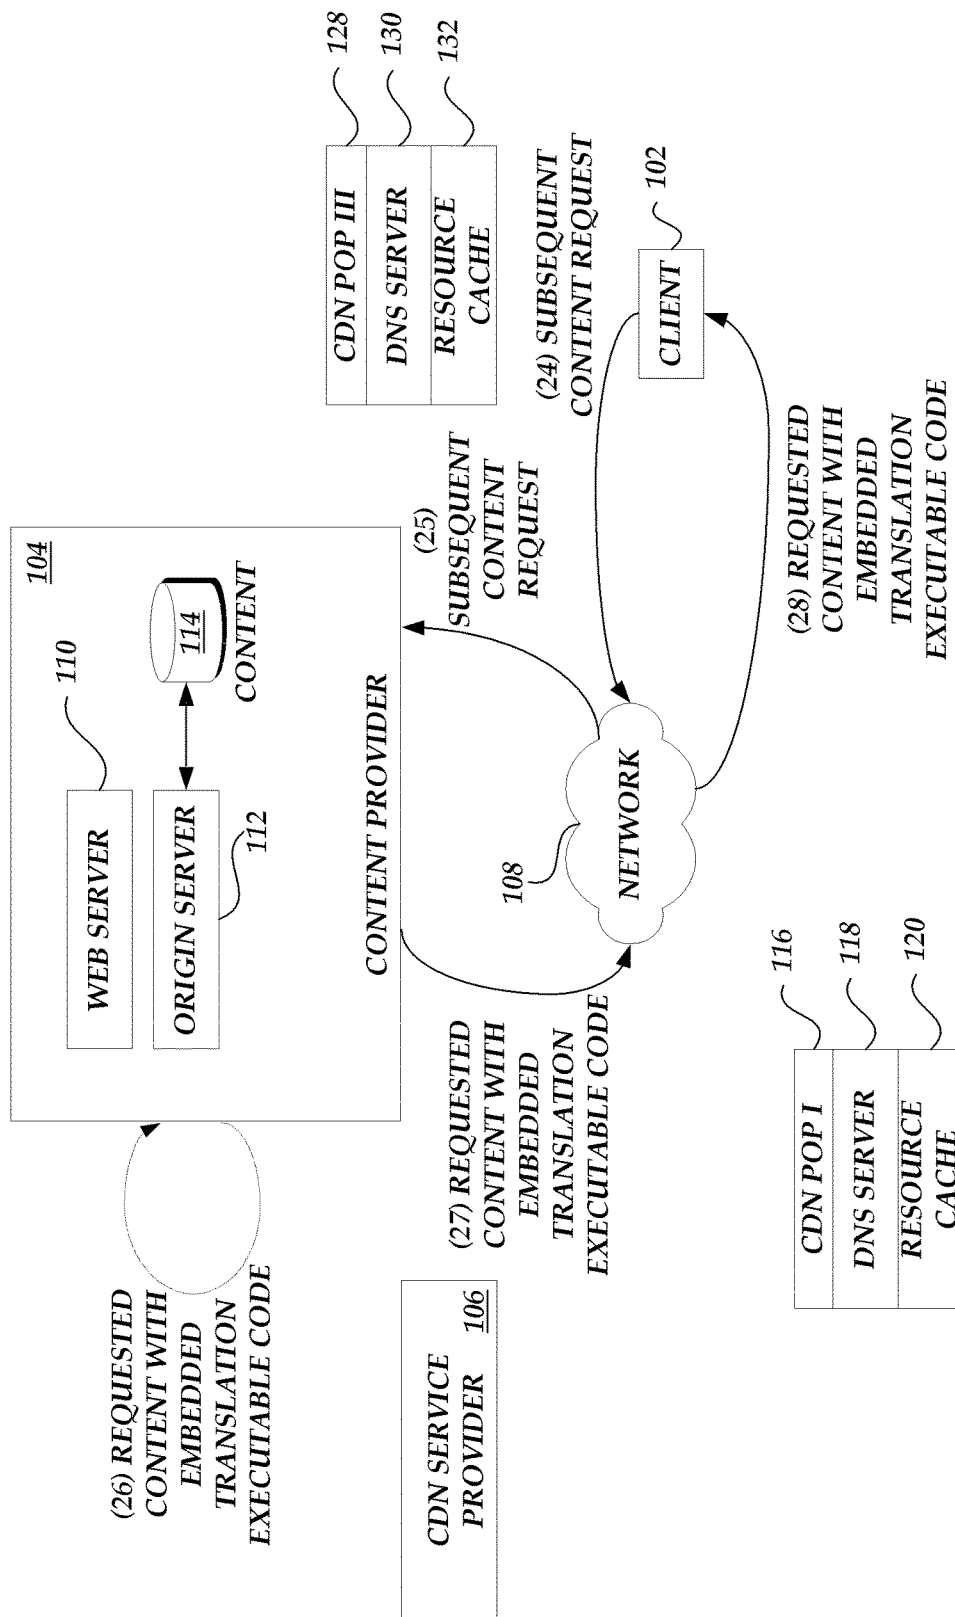 (26) REQUESTED
CONTENT WITH
EMBEDDED
TRANSLATION
EXECUTABLE CODE
104
WEB SERVER
110
ORIGIN SERVER
112
114
CONTENT
CONTENT PROVIDER
CDN SERVICE
PROVIDER
106
(27) REQUESTED
CONTENT WITH
EMBEDDED
TRANSLATION
EXECUTABLE CODE
(25)
SUBSEQUENT
CONTENT
REQUEST
CDN POP III
DNS SERVER
RESOURCE
CACHE
128
130
132
108
NETWORK
(24) SUBSEQUENT
CONTENT REQUEST
CLIENT
102
CDN POP I
DNS SERVER
RESOURCE
CACHE
116
118
120
(28) REQUESTED
CONTENT WITH
EMBEDDED
TRANSLATION
EXECUTABLE CODE